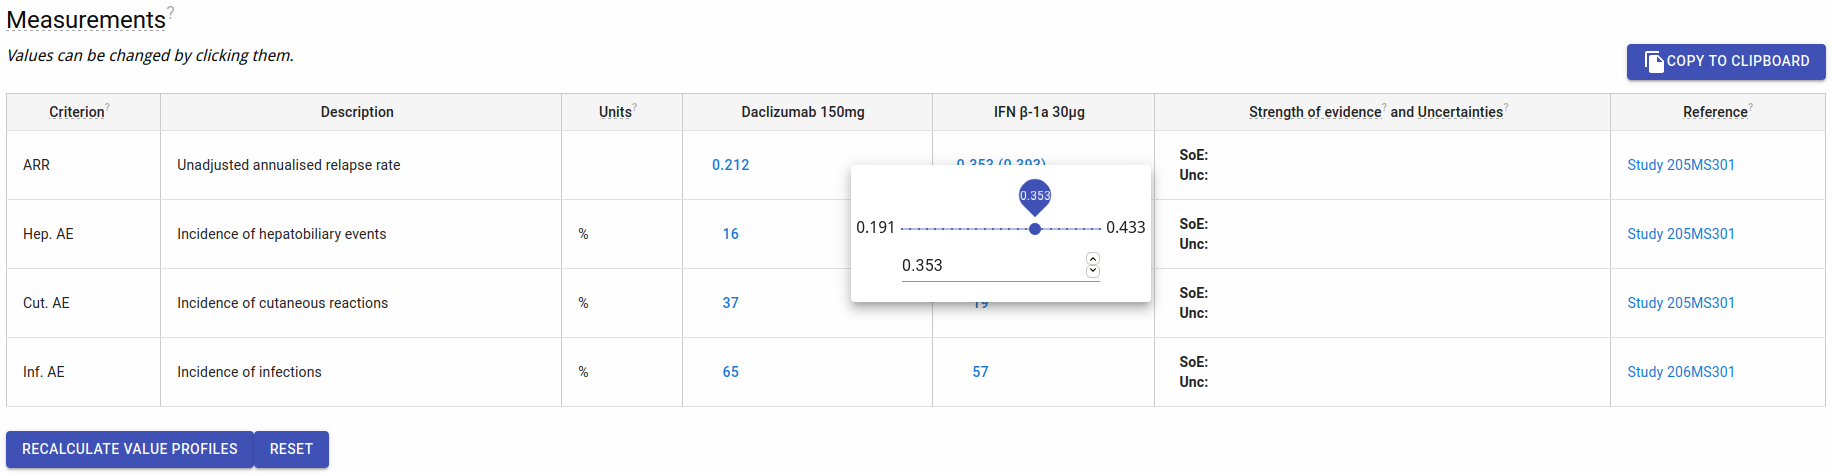 Measurements?
Values can be changed by clicking them.
COPY TO CLIPBOARD
Criterion? Description Units? Daclizumab 150mg IFN β-1a 30µg Strength of evidence? and Uncertainties? Reference?
ARR Unadjusted annualised relapse rate 0.212 0.353 (0.393) SoE: Unc: Study 205MS301
Hep. AE Incidence of hepatobiliary events % 16 SoE: Unc: Study 205MS301
Cut. AE Incidence of cutaneous reactions % 37 19 SoE: Unc: Study 205MS301
Inf. AE Incidence of infections % 65 57 SoE: Unc: Study 206MS301
0.353
0.191 0.433
0.353
RECALCULATE VALUE PROFILES RESET